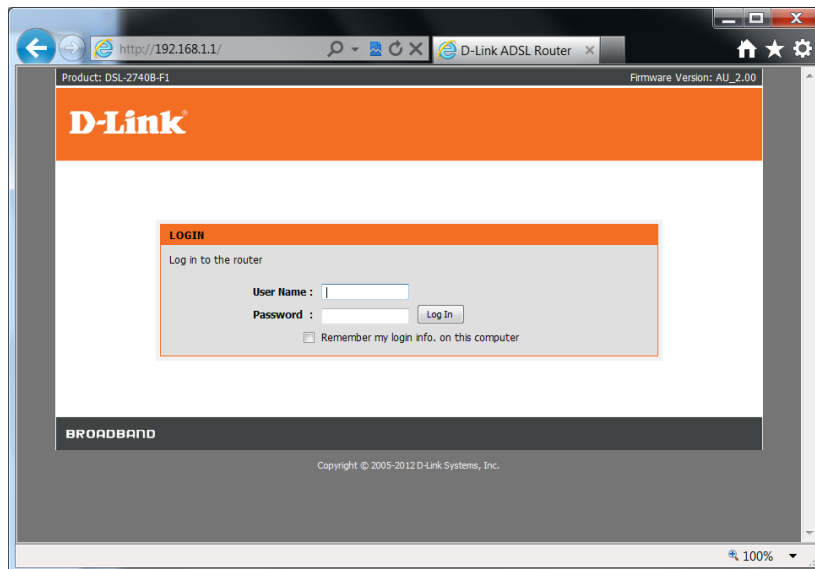 http://192.168.1.1/
D-Link ADSL Router
Product: DSL-2740B-F1
Firmware Version: AU_2.00
D-Link
LOGIN
Log in to the router
User Name :
Password :
Log In
Remember my login info. on this computer
BROADBAND
Copyright © 2005-2012 D-Link Systems, Inc.
100%